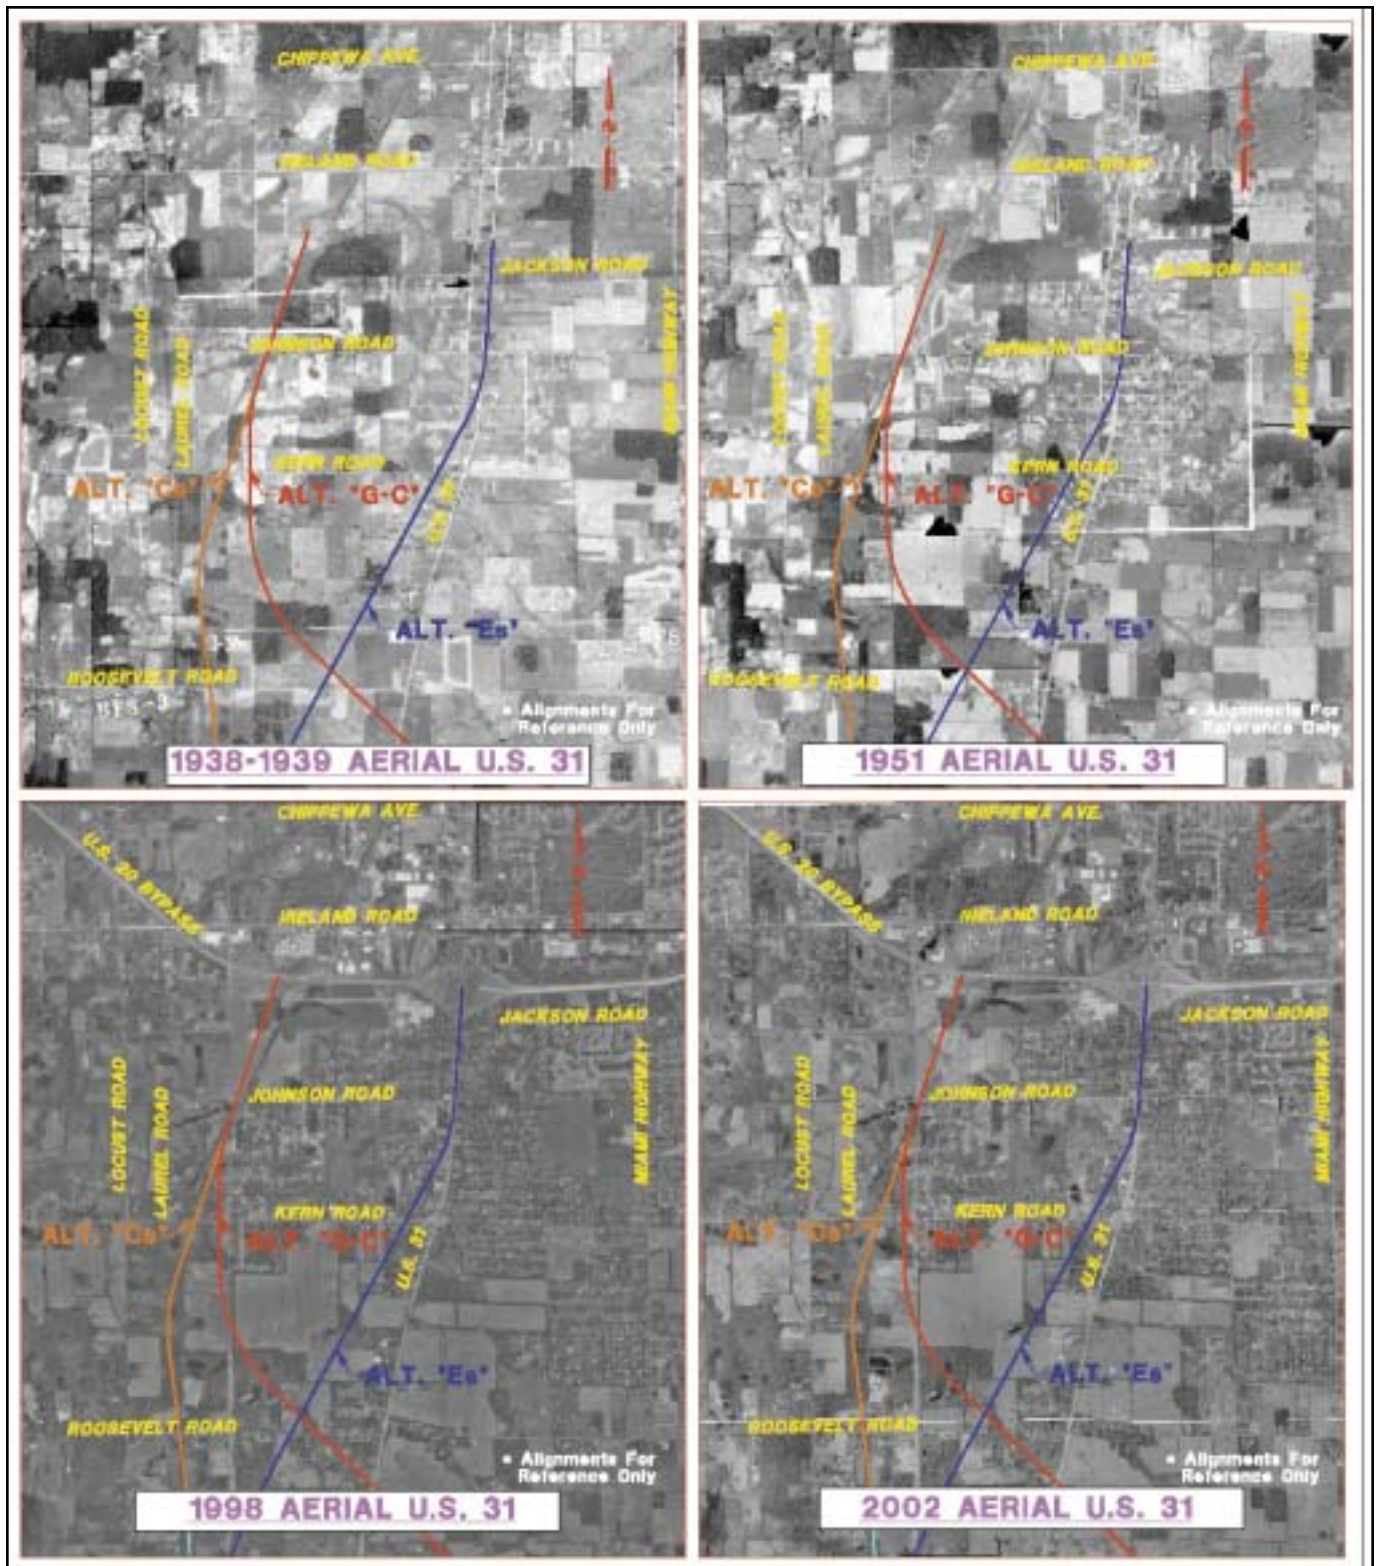 CHIPPEWA AVE.
IRELAND ROAD
JACKSON ROAD
LOCUST ROAD
LAUREL ROAD
JOHNSON ROAD
MIAMI HIGHWAY
KERN ROAD
ALT. "Cs"
ALT. "G-C"
U.S. 31
ALT. "Es"
ROOSEVELT ROAD
* Alignments For
Reference Only
1938-1939 AERIAL U.S. 31
CHIPPEWA AVE.
IRELAND ROAD
JACKSON ROAD
LOCUST ROAD
LAUREL ROAD
JOHNSON ROAD
MIAMI HIGHWAY
KERN ROAD
ALT. "Cs"
ALT. "G-C"
U.S. 31
ALT. "Es"
ROOSEVELT ROAD
* Alignments For
Reference Only
1951 AERIAL U.S. 31
CHIPPEWA AVE.
U.S. 20 BYPASS
IRELAND ROAD
JACKSON ROAD
LOCUST ROAD
LAUREL ROAD
JOHNSON ROAD
MIAMI HIGHWAY
KERN ROAD
ALT. "Cs"
ALT. "G-C"
U.S. 31
ALT. "Es"
ROOSEVELT ROAD
* Alignments For
Reference Only
1998 AERIAL U.S. 31
CHIPPEWA AVE.
U.S. 20 BYPASS
IRELAND ROAD
JACKSON ROAD
LOCUST ROAD
LAUREL ROAD
JOHNSON ROAD
MIAMI HIGHWAY
KERN ROAD
ALT. "Cs"
ALT. "G-C"
U.S. 31
ALT. "Es"
ROOSEVELT ROAD
* Alignments For
Reference Only
2002 AERIAL U.S. 31